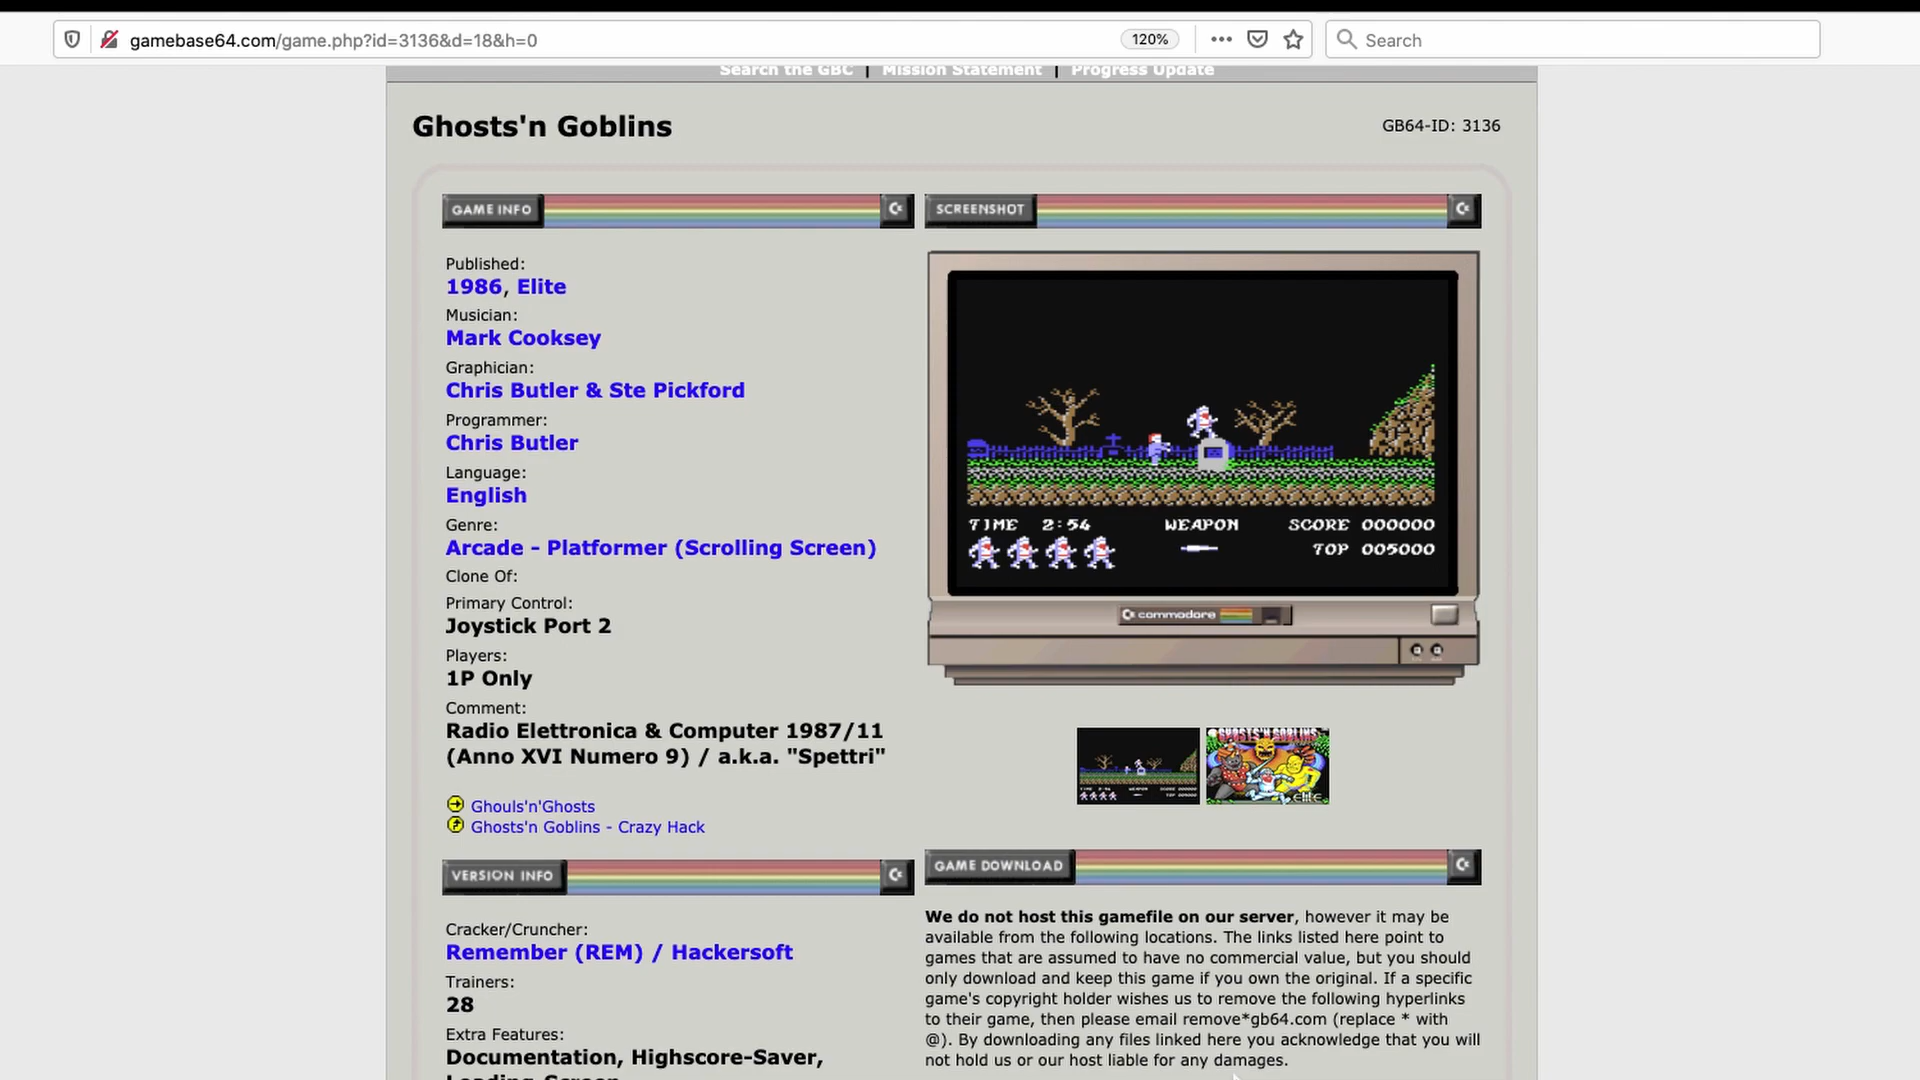 gamebase64.com/game.php?id=3136&d=18&h=0
120%
Search
Search the GBC | Mission Statement | Progress Update
Ghosts'n Goblins
GB64-ID: 3136
GAME INFO
Published:
1986, Elite
Musician:
Mark Cooksey
Graphician:
Chris Butler & Ste Pickford
Programmer:
Chris Butler
Language:
English
Genre:
Arcade - Platformer (Scrolling Screen)
Clone Of:
Primary Control:
Joystick Port 2
Players:
1P Only
Comment:
Radio Elettronica & Computer 1987/11
(Anno XVI Numero 9) / a.k.a. "Spettri"
Ghouls'n'Ghosts
Ghosts'n Goblins - Crazy Hack
VERSION INFO
Cracker/Cruncher:
Remember (REM) / Hackersoft
Trainers:
28
Extra Features:
Documentation, Highscore-Saver,
Loading-Screen
SCREENSHOT
TIME 2:54 WEAPON SCORE 000000
TOP 005000
commodore
GHOSTS'N GOBLINS
elite
GAME DOWNLOAD
We do not host this gamefile on our server, however it may be
available from the following locations. The links listed here point to
games that are assumed to have no commercial value, but you should
only download and keep this game if you own the original. If a specific
game's copyright holder wishes us to remove the following hyperlinks
to their game, then please email remove*gb64.com (replace * with
@). By downloading any files linked here you acknowledge that you will
not hold us or our host liable for any damages.